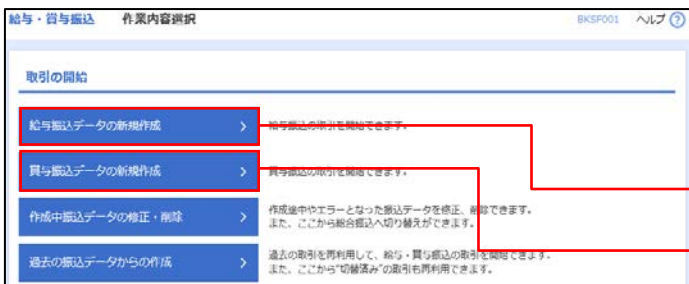 給与・賞与振込 作業内容選択 BKSF001 ヘルプ ?
取引の開始
給与振込データの新規作成 給与振込の取引を開始できます。
賞与振込データの新規作成 賞与振込の取引を開始できます。
作成中振込データの修正・削除 作成途中やエラーとなった振込データを修正、削除できます。
また、ここから総合振込へ切り替えができます。
過去の振込データからの作成 過去の取引を再利用して、給与・賞与振込の取引を開始できます。
また、ここから"切替済み"の取引も再利用できます。